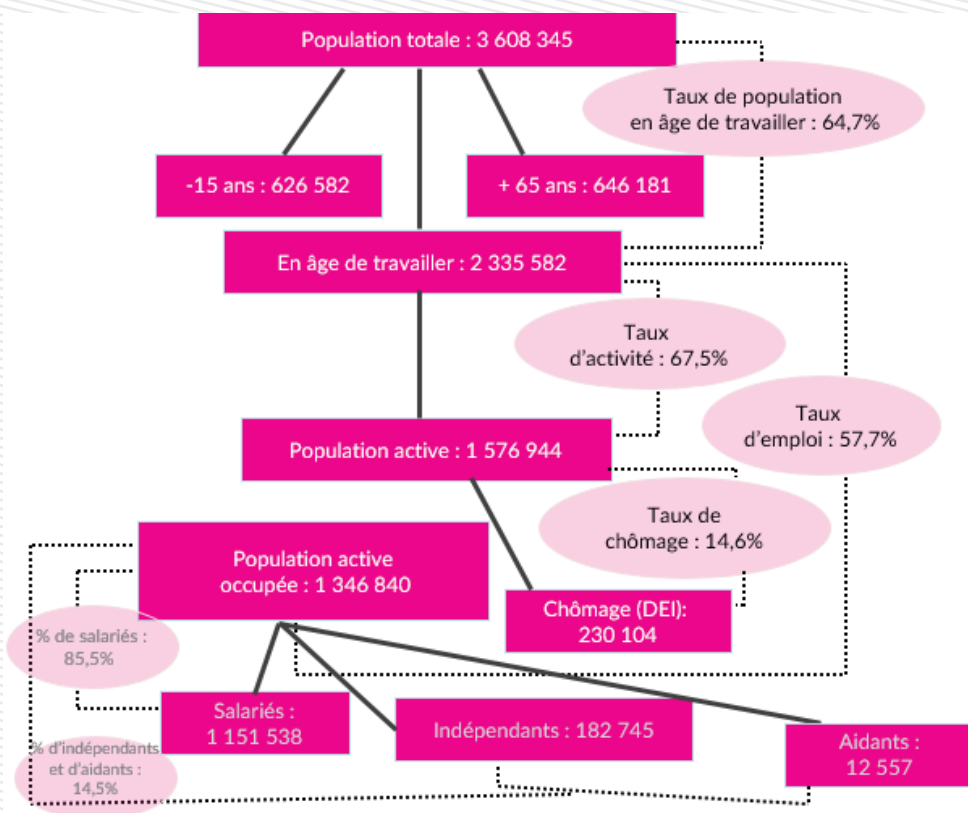 Population totale : 3 608 345
Taux de population
en âge de travailler : 64,7%
-15 ans : 626 582
+ 65 ans : 646 181
En âge de travailler : 2 335 582
Taux
d'activité : 67,5%
Taux
d'emploi : 57,7%
Population active : 1 576 944
Taux de
chômage : 14,6%
Population active
occupée : 1 346 840
Chômage (DEI):
230 104
% de salariés :
85,5%
Salariés :
1 151 538
Indépendants : 182 745
Aidants :
12 557
% d'indépendants
et d'aidants :
14,5%